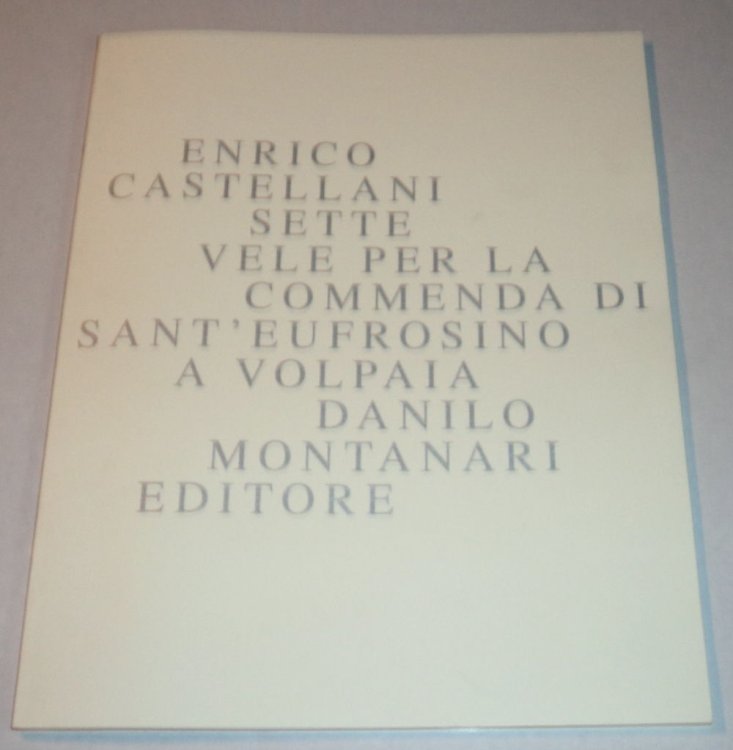 ENRICO
CASTELLANI
SETTE
VELE PER LA
COMMENDA DI
SANT'EUFROSINO
A VOLPAIA
DANILO
MONTANARI
EDITORE